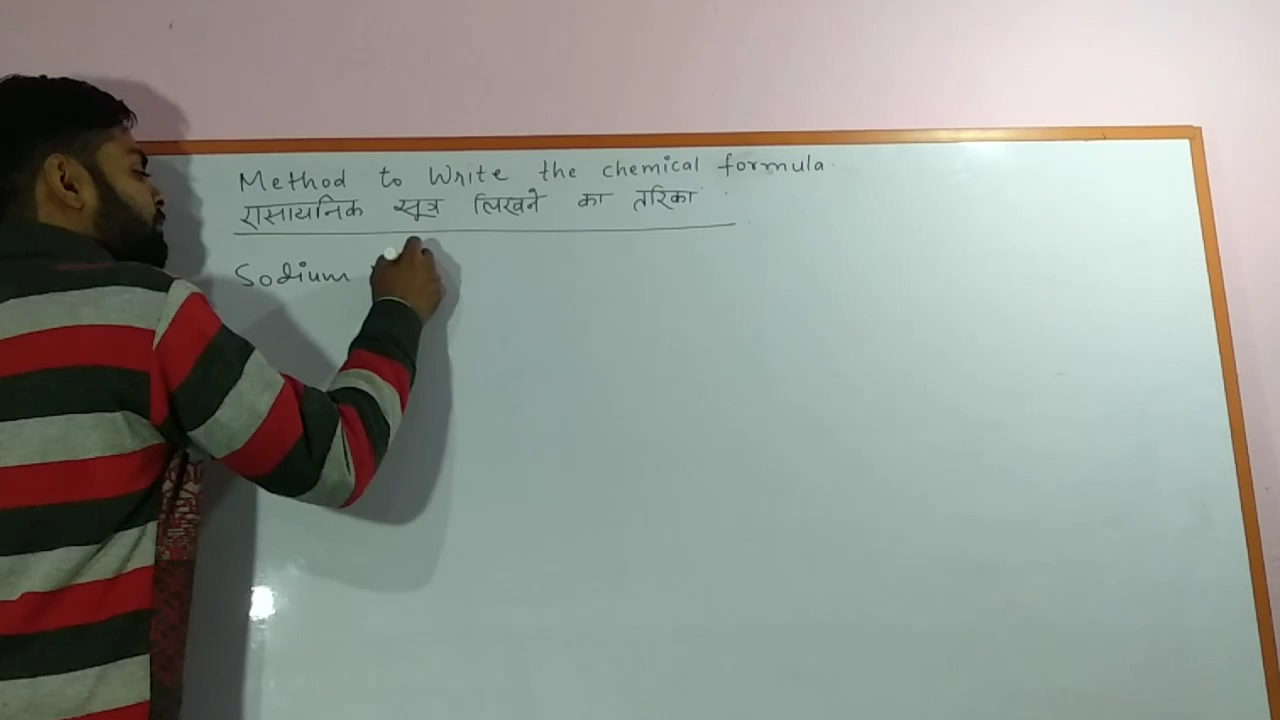 Method to Write the chemical formula.
रासायनिक सूत्र लिखने का तरिका
Sodium